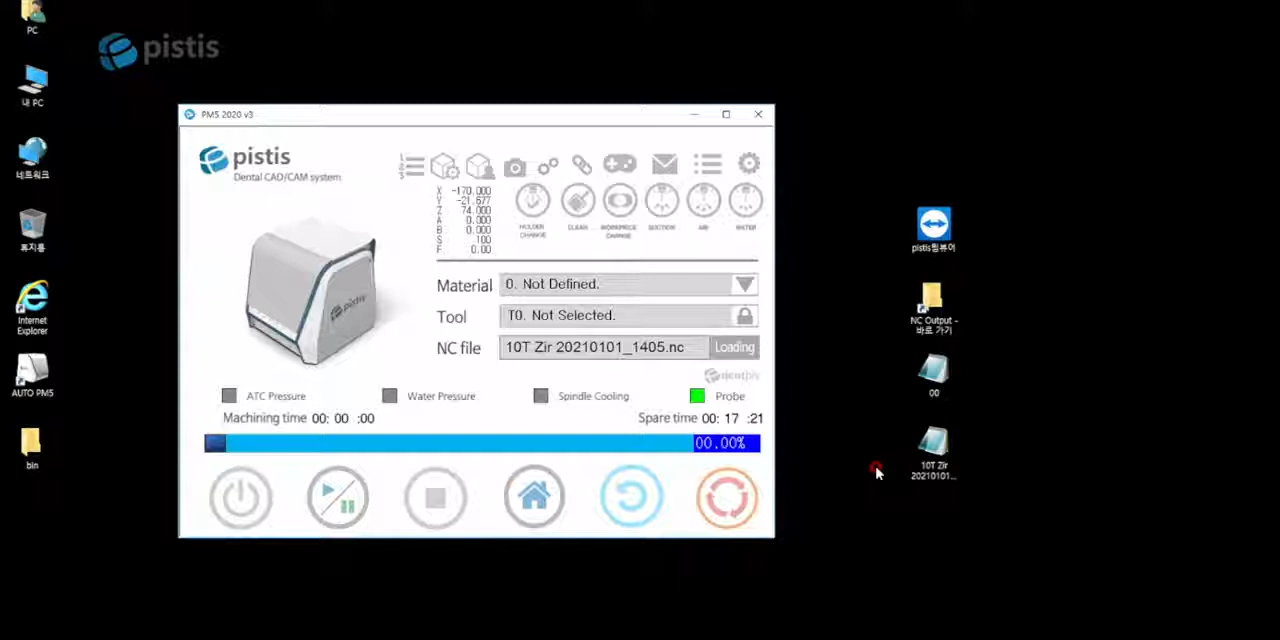 PC
내 PC
네트워크
휴지통
Internet
Explorer
AUTO PM5
bin
pistis
PM5 2020 v3
pistis
Dental CAD/CAM system
X -170.000
Y -21.677
Z 74.000
A 0.000
B 0.000
S 100
F 0.00
HOLDER
CHANGE
CLEAN
WORKPIECE
CHANGE
SUCTION
AIR
WATER
Material
0. Not Defined.
Tool
T0. Not Selected.
NC file
10T Zir 20210101_1405.nc
Loading
dentpis
ATC Pressure
Water Pressure
Spindle Cooling
Probe
Machining time 00: 00 :00
Spare time 00: 17 :21
00.00%
pistis
pistis팀뷰어
NC Output -
바로 가기
00
10T Zir
20210101...